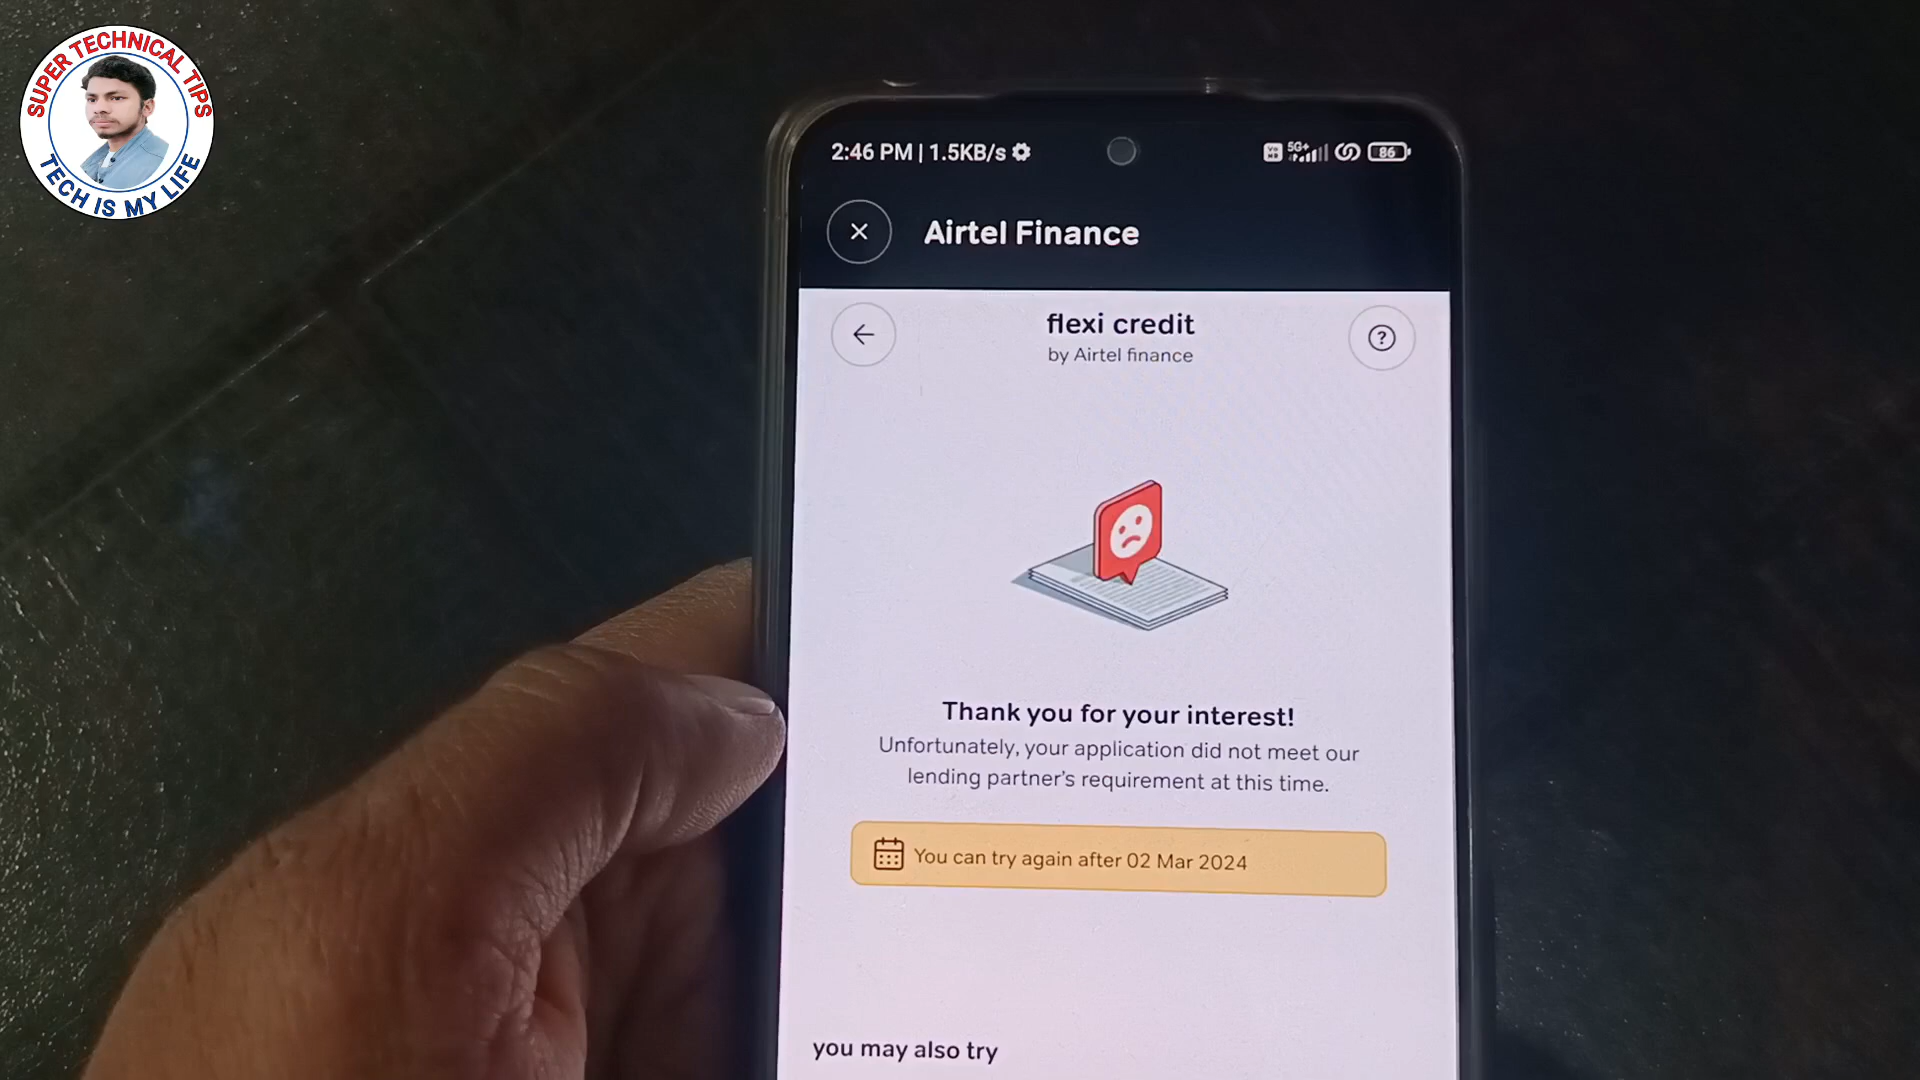 SUPER TECHNICAL TIPS
TECH IS MY LIFE
2:46 PM | 1.5KB/s
Vo
5G+
86
Airtel Finance
flexi credit
by Airtel finance
?
Thank you for your interest!
Unfortunately, your application did not meet our
lending partner's requirement at this time.
You can try again after 02 Mar 2024
you may also try